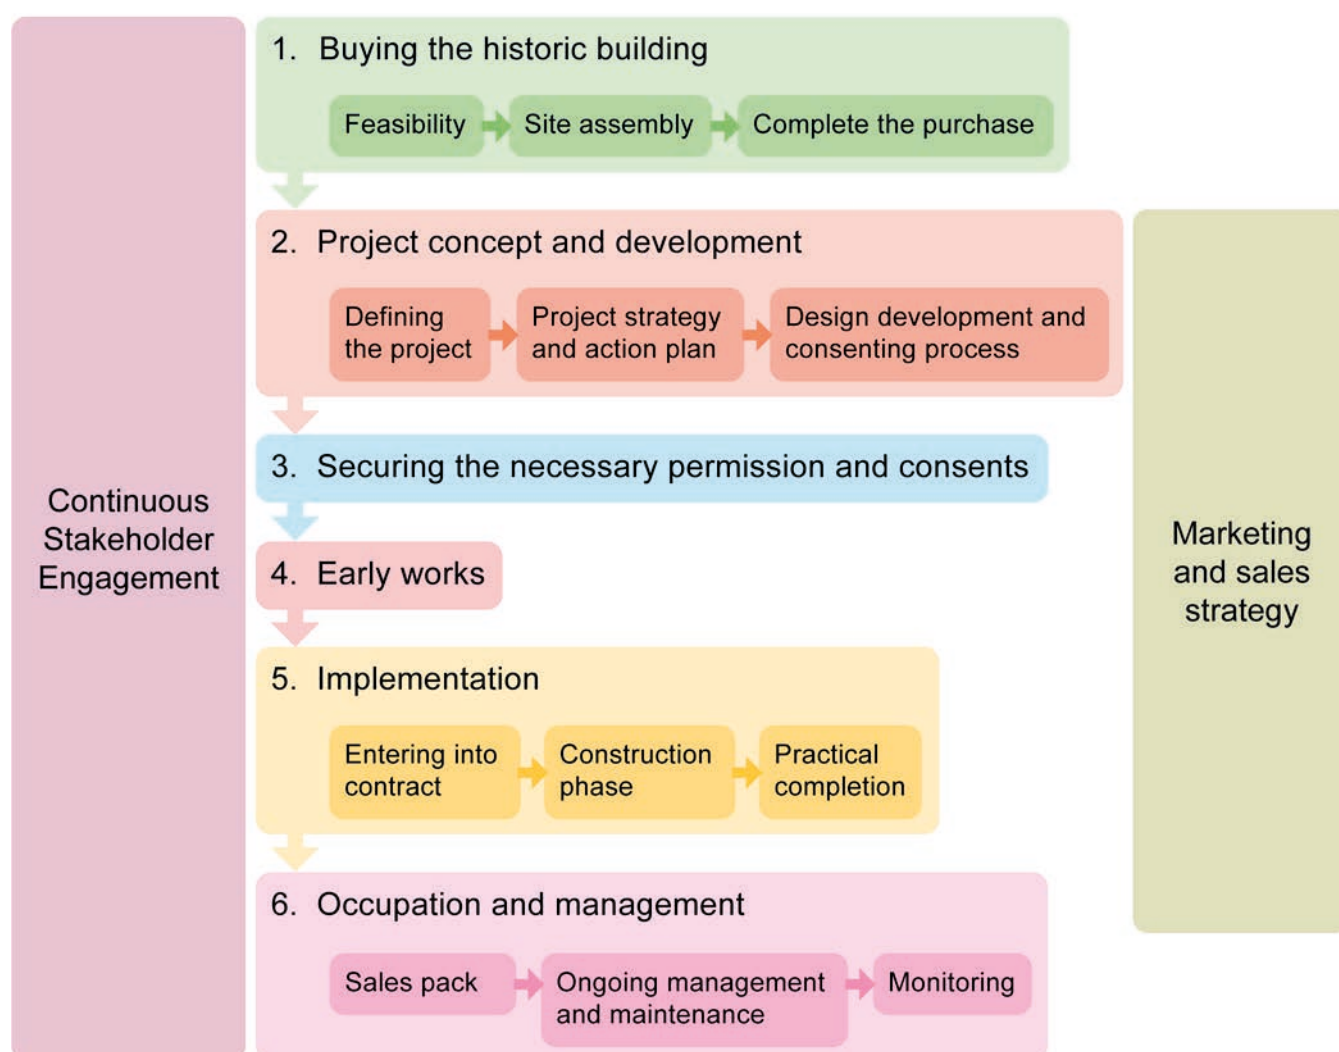 Continuous
Stakeholder
Engagement
1. Buying the historic building
Feasibility
Site assembly
Complete the purchase
2. Project concept and development
Defining
the project
Project strategy
and action plan
Design development and
consenting process
3. Securing the necessary permission and consents
4. Early works
5. Implementation
Entering into
contract
Construction
phase
Practical
completion
6. Occupation and management
Sales pack
Ongoing management
and maintenance
Monitoring
Marketing
and sales
strategy